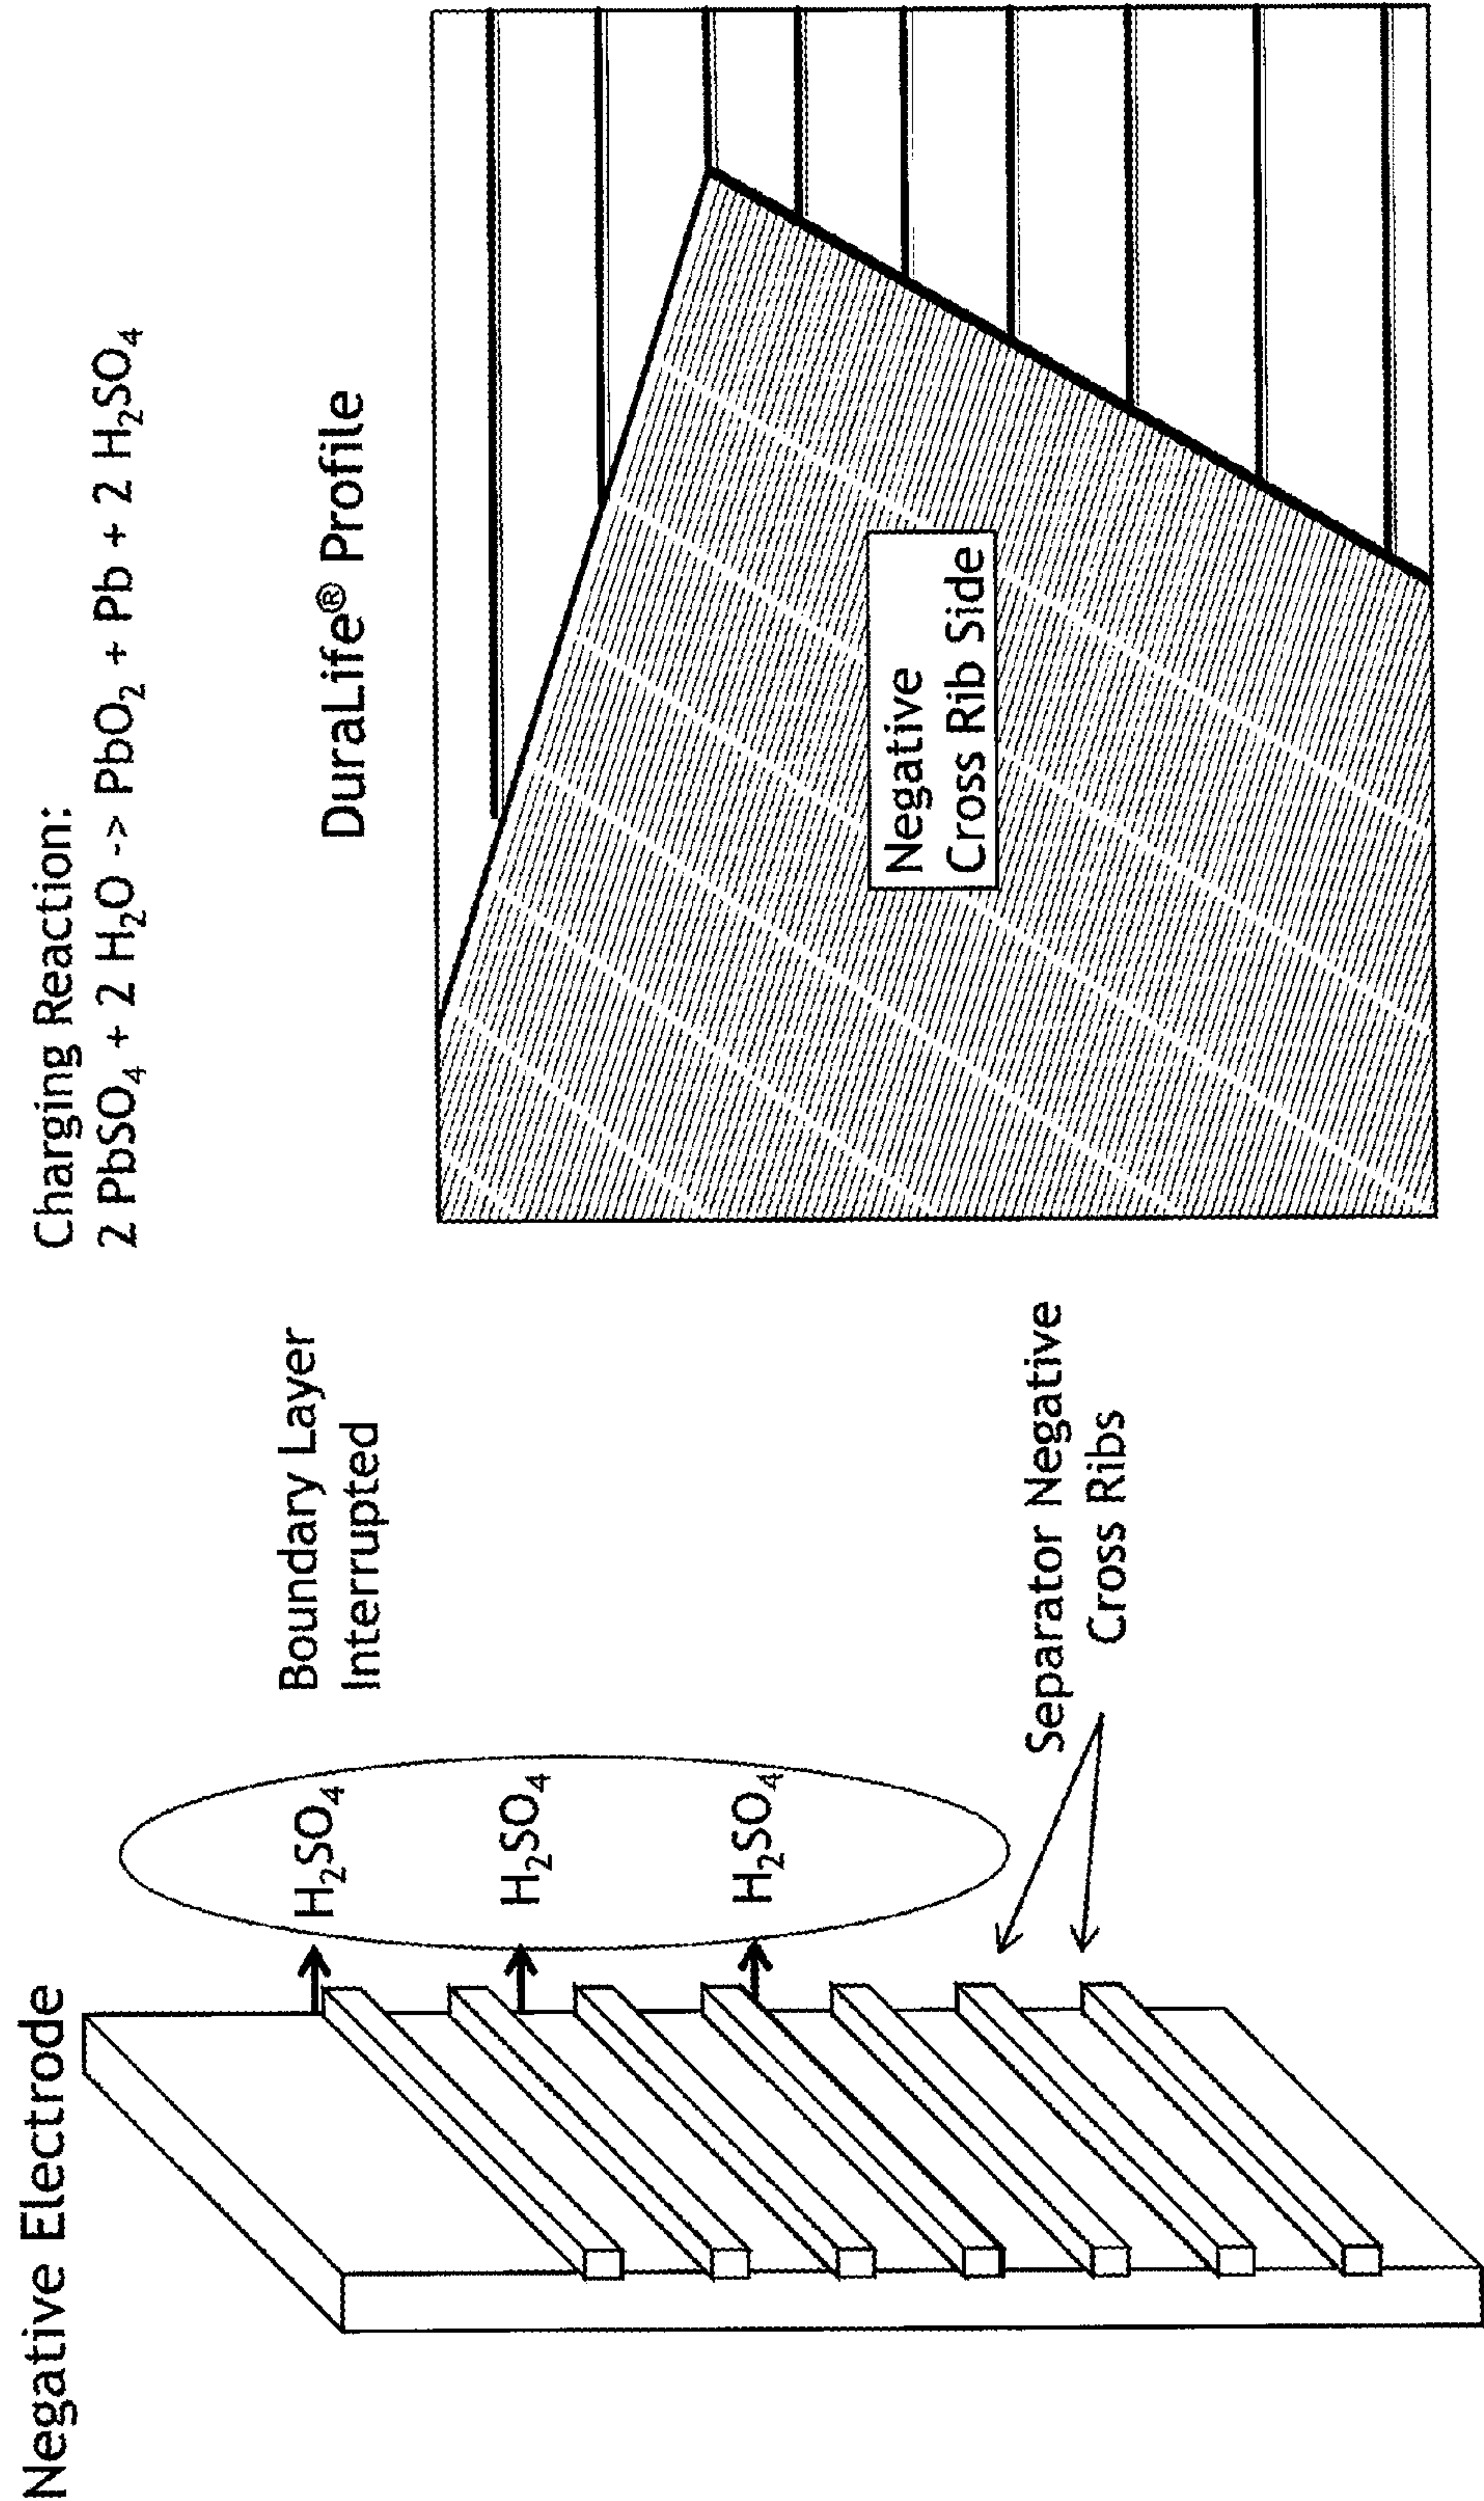 Negative Electrode
H₂SO₄
H₂SO₄
H₂SO₄
Boundary Layer
Interrupted
Separator Negative
Cross Ribs
Charging Reaction:
2 PbSO₄ + 2 H₂O -> PbO₂ + Pb + 2 H₂SO₄
DuraLife® Profile
Negative
Cross Rib Side